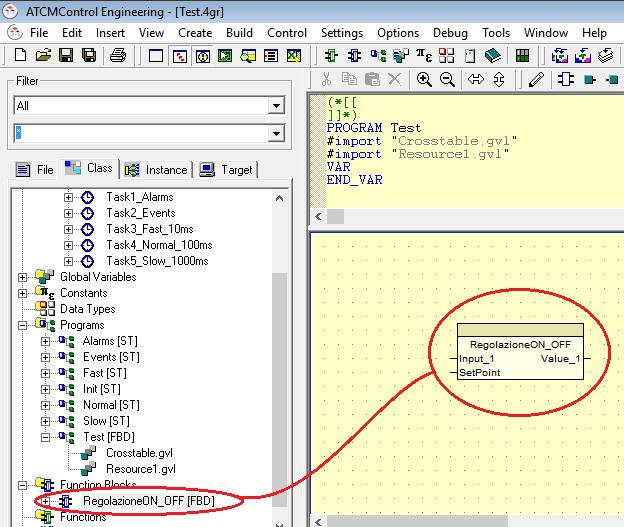 ATCMControl Engineering - [Test.4gr]
File Edit Insert View Create Build Control Settings Options Debug Tools Window Help
Filter
All
*
File Class Instance Target
Task1_Alarms
Task2_Events
Task3_Fast_10ms
Task4_Normal_100ms
Task5_Slow_1000ms
Global Variables
Constants
Data Types
Programs
Alarms [ST]
Events [ST]
Fast [ST]
Init [ST]
Normal [ST]
Slow [ST]
Test [FBD]
Crosstable.gvl
Resource1.gvl
Function Blocks
RegolazioneON_OFF [FBD]
Functions
(*[[
]]*)
PROGRAM Test
#import "Crosstable.gvl"
#import "Resource1.gvl"
VAR
END_VAR
RegolazioneON_OFF
Input_1 Value_1
SetPoint